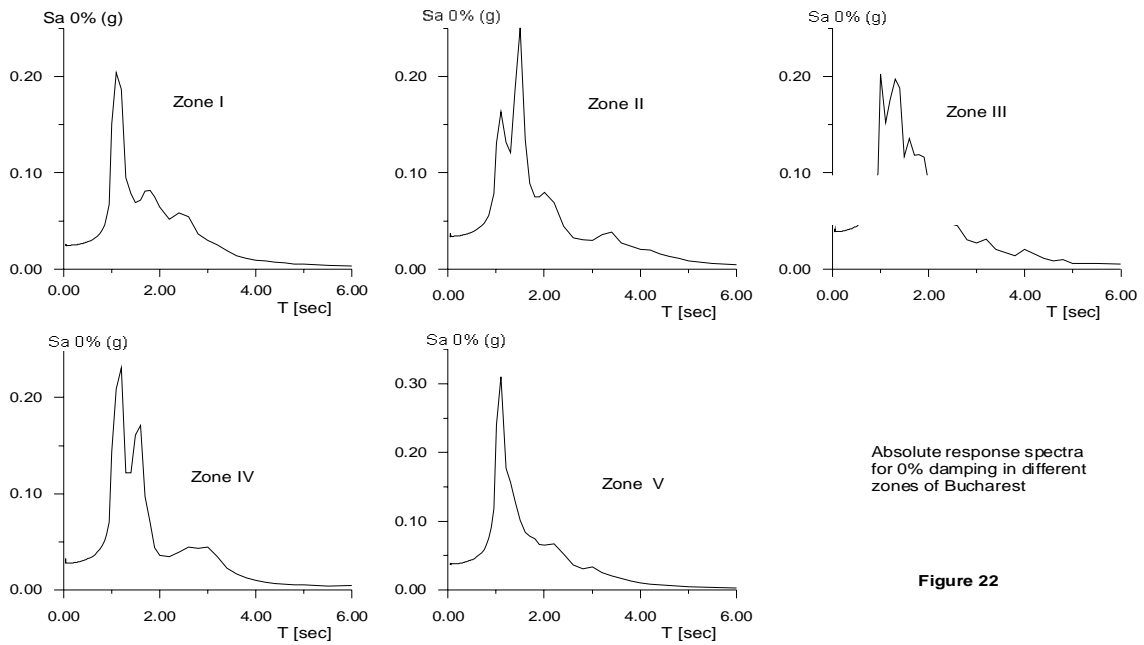 Sa 0% (g)
0.20
0.10
0.00
Zone I
0.00
2.00
4.00
6.00
T [sec]
Sa 0% (g)
0.20
0.10
0.00
Zone II
0.00
2.00
4.00
6.00
T [sec]
Sa 0% (g)
0.20
0.10
0.00
Zone III
0.00
2.00
4.00
6.00
T [sec]
Sa 0% (g)
0.20
0.10
0.00
Zone IV
0.00
2.00
4.00
6.00
T [sec]
Sa 0% (g)
0.30
0.20
0.10
0.00
Zone V
0.00
2.00
4.00
6.00
T [sec]
Absolute response spectra
for 0% damping in different
zones of Bucharest
Figure 22